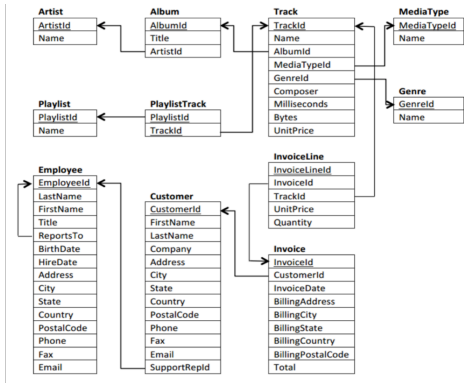 Artist
ArtistId
Name
Album
AlbumId
Title
ArtistId
Track
TrackId
Name
AlbumId
MediaTypeId
GenreId
Composer
Milliseconds
Bytes
UnitPrice
MediaType
MediaTypeId
Name
Genre
GenreId
Name
Playlist
PlaylistId
Name
PlaylistTrack
PlaylistId
TrackId
Employee
EmployeeId
LastName
FirstName
Title
ReportsTo
BirthDate
HireDate
Address
City
State
Country
PostalCode
Phone
Fax
Email
Customer
CustomerId
FirstName
LastName
Company
Address
City
State
Country
PostalCode
Phone
Fax
Email
SupportRepId
InvoiceLine
InvoiceLineId
InvoiceId
TrackId
UnitPrice
Quantity
Invoice
InvoiceId
CustomerId
InvoiceDate
BillingAddress
BillingCity
BillingState
BillingCountry
BillingPostalCode
Total